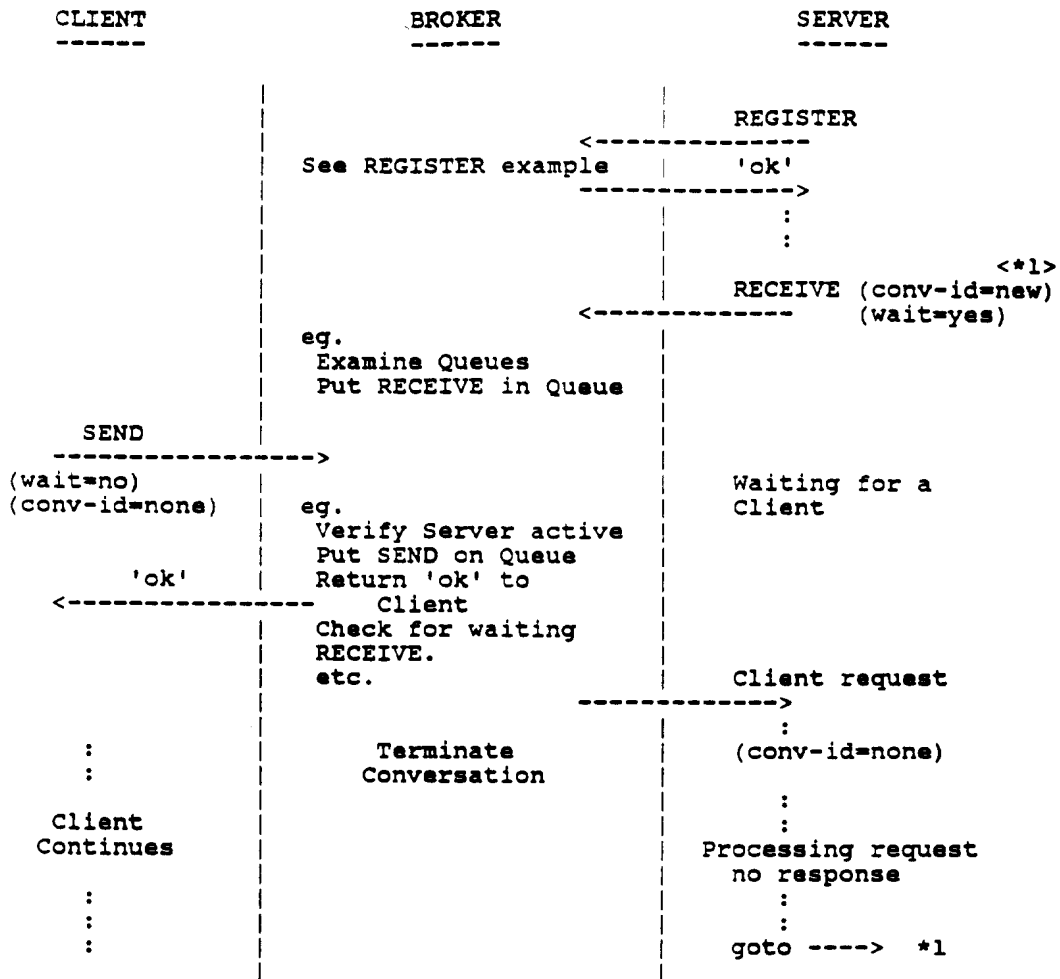 CLIENT BROKER SERVER
------ ------ ------
REGISTER
<--------------
See REGISTER example 'ok'
-------------->
:
:
<*1>
RECEIVE (conv-id=new)
<------------- (wait=yes)
eg.
Examine Queues
Put RECEIVE in Queue
SEND
----------------->
(wait=no) Waiting for a
(conv-id=none) eg. Client
Verify Server active
Put SEND on Queue
'ok' Return 'ok' to
<---------------- Client
Check for waiting
RECEIVE.
etc. Client request
------------->
:
: Terminate (conv-id=none)
: Conversation
:
Client :
Continues Processing request
no response
: :
: :
: goto ----> *1